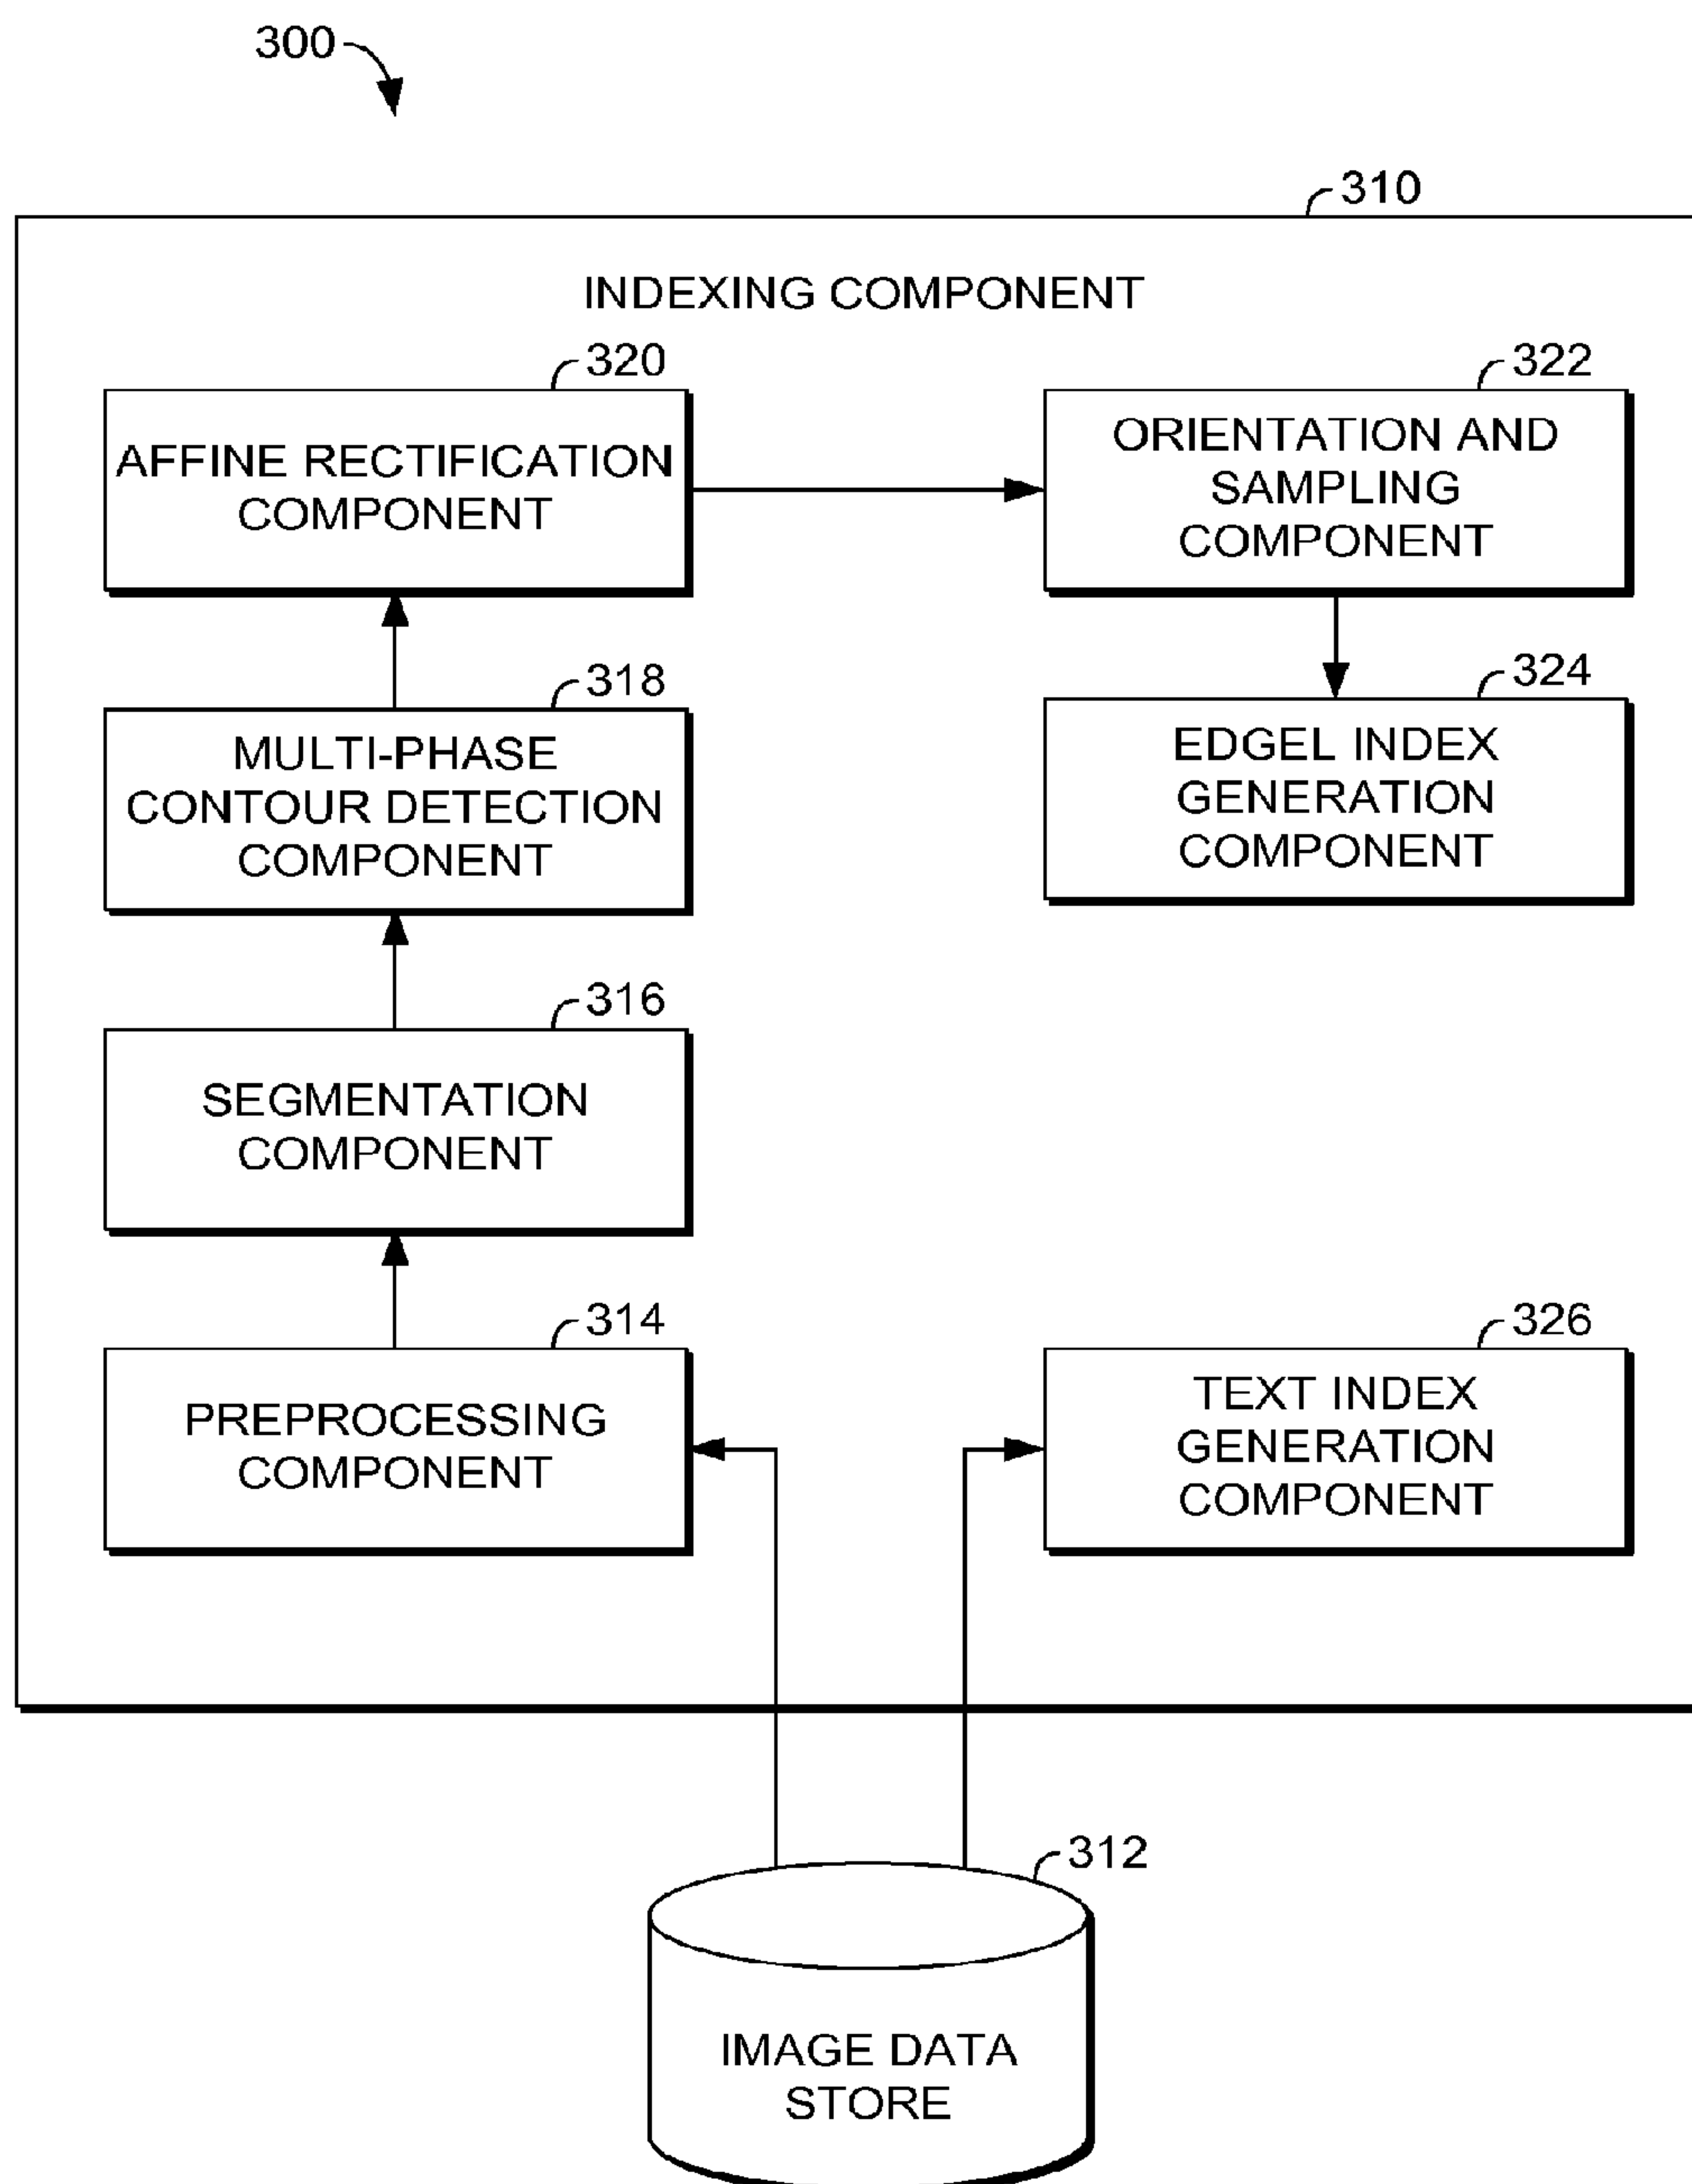 300
310
INDEXING COMPONENT
320
AFFINE RECTIFICATION
COMPONENT
322
ORIENTATION AND
SAMPLING
COMPONENT
318
MULTI-PHASE
CONTOUR DETECTION
COMPONENT
324
EDGEL INDEX
GENERATION
COMPONENT
316
SEGMENTATION
COMPONENT
314
PREPROCESSING
COMPONENT
326
TEXT INDEX
GENERATION
COMPONENT
312
IMAGE DATA
STORE